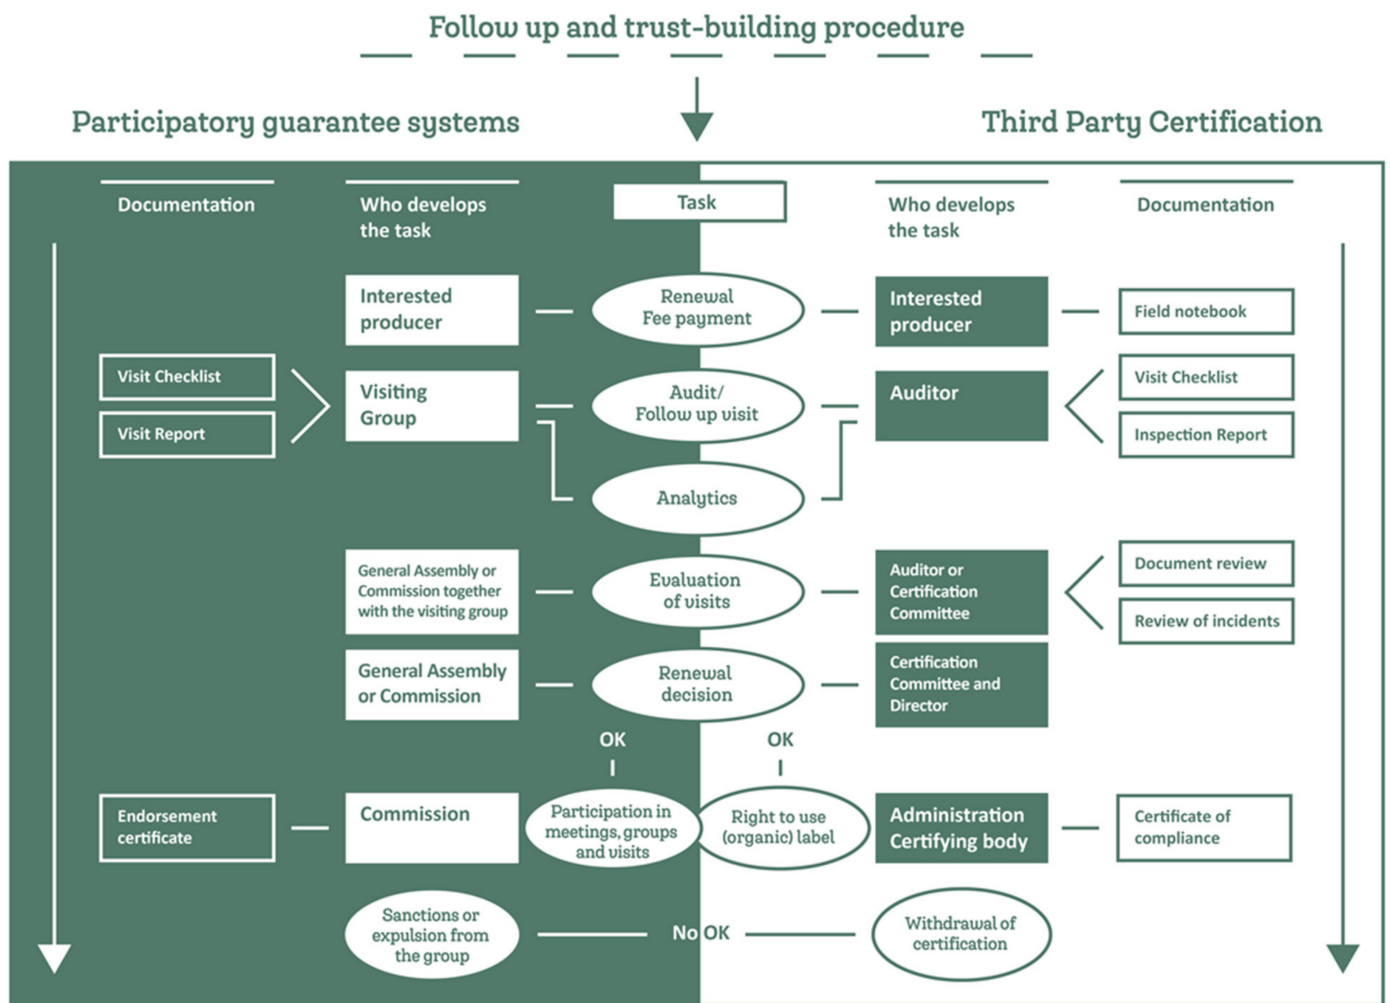 Follow up and trust-building procedure
Participatory guarantee systems
Third Party Certification
Documentation
Who develops
the task
Task
Who develops
the task
Documentation
Interested
producer
Renewal
Fee payment
Interested
producer
Field notebook
Visit Checklist
Visit Report
Visiting
Group
Audit/
Follow up visit
Auditor
Visit Checklist
Inspection Report
Analytics
General Assembly or
Commission together
with the visiting group
Evaluation
of visits
Auditor or
Certification
Committee
Document review
Review of incidents
General Assembly
or Commission
Renewal
decision
Certification
Committee and
Director
OK
OK
Endorsement
certificate
Commission
Participation in
meetings, groups
and visits
Right to use
(organic) label
Administration
Certifying body
Certificate of
compliance
Sanctions or
expulsion from
the group
No OK
Withdrawal of
certification